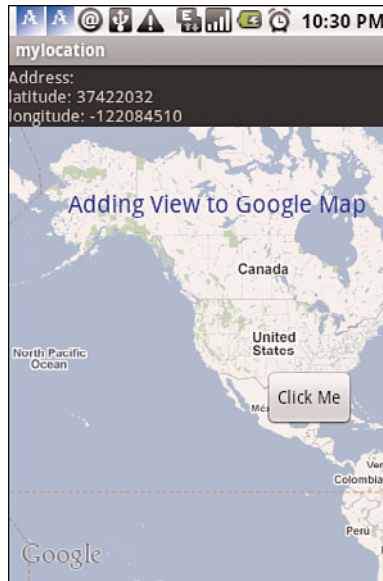 10:30 PM
mylocation
Address:
latitude: 37422032
longitude: -122084510
Adding View to Google Map
Canada
United
States
North Pacific
Ocean
Click Me
Colombia
Perú
Google